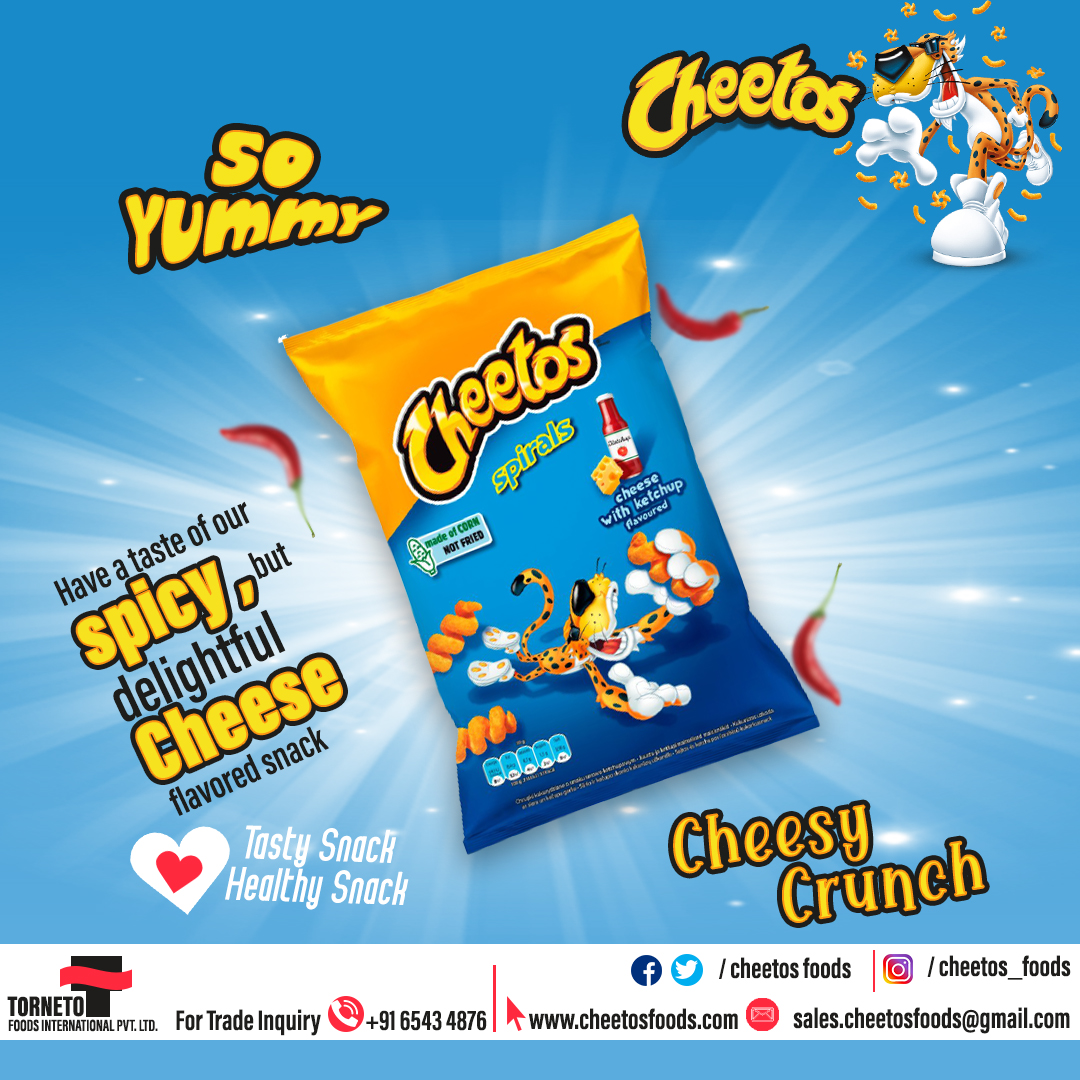 Cheetos
So
Yummy
Cheetos
spirals
cheese
with ketchup
flavoured
made of CORN
NOT FRIED
Have a taste of our
spicy, but
delightful
Cheese
flavored snack
Tasty Snack
Healthy Snack
Cheesy
Crunch
TORNETO
FOODS INTERNATIONAL PVT. LTD.
For Trade Inquiry +91 6543 4876
www.cheetosfoods.com
/ cheetos foods
/ cheetos_foods
sales.cheetosfoods@gmail.com